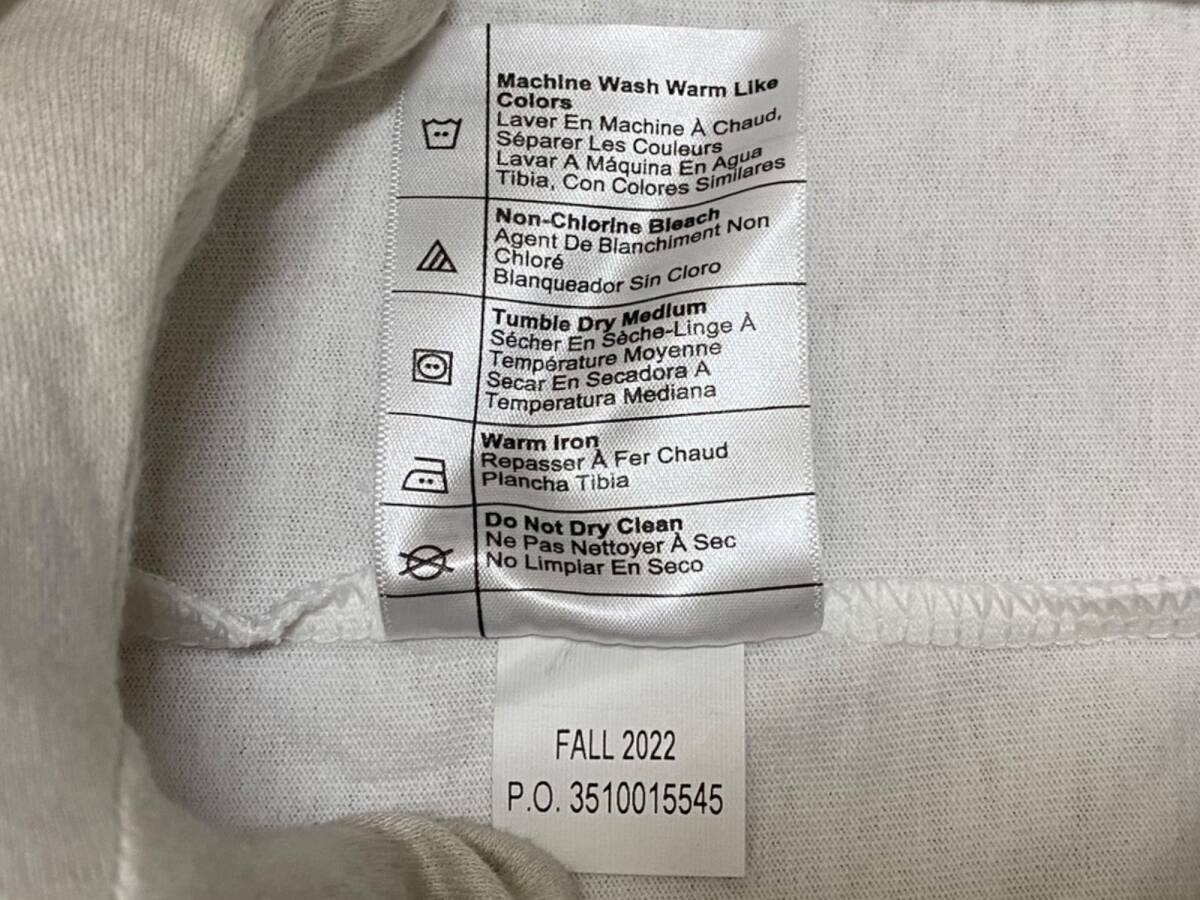 Machine Wash Warm Like
Colors
Laver En Machine À Chaud,
Séparer Les Couleurs
Lavar A Máquina En Agua
Tibia, Con Colores Similares
Non-Chlorine Bleach
Agent De Blanchiment Non
Chloré
Blanqueador Sin Cloro
Tumble Dry Medium
Sécher En Sèche-Linge À
Température Moyenne
Secar En Secadora A
Temperatura Mediana
Warm Iron
Repasser À Fer Chaud
Plancha Tibia
Do Not Dry Clean
Ne Pas Nettoyer À Sec
No Limpiar En Seco
FALL 2022
P.O. 3510015545